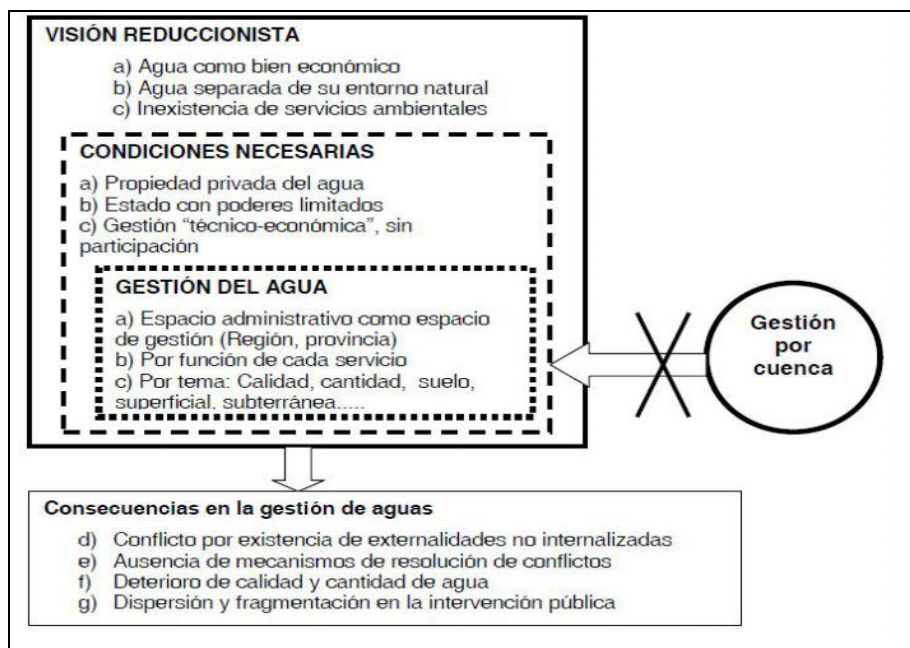 VISIÓN REDUCCIONISTA
a) Agua como bien económico
b) Agua separada de su entorno natural
c) Inexistencia de servicios ambientales
CONDICIONES NECESARIAS
a) Propiedad privada del agua
b) Estado con poderes limitados
c) Gestión “técnico-económica”, sin
participación
GESTIÓN DEL AGUA
a) Espacio administrativo como espacio
de gestión (Región, provincia)
b) Por función de cada servicio
c) Por tema: Calidad, cantidad, suelo,
superficial, subterránea.....
Gestión
por
cuenca
Consecuencias en la gestión de aguas
d) Conflicto por existencia de externalidades no internalizadas
e) Ausencia de mecanismos de resolución de conflictos
f) Deterioro de calidad y cantidad de agua
g) Dispersión y fragmentación en la intervención pública